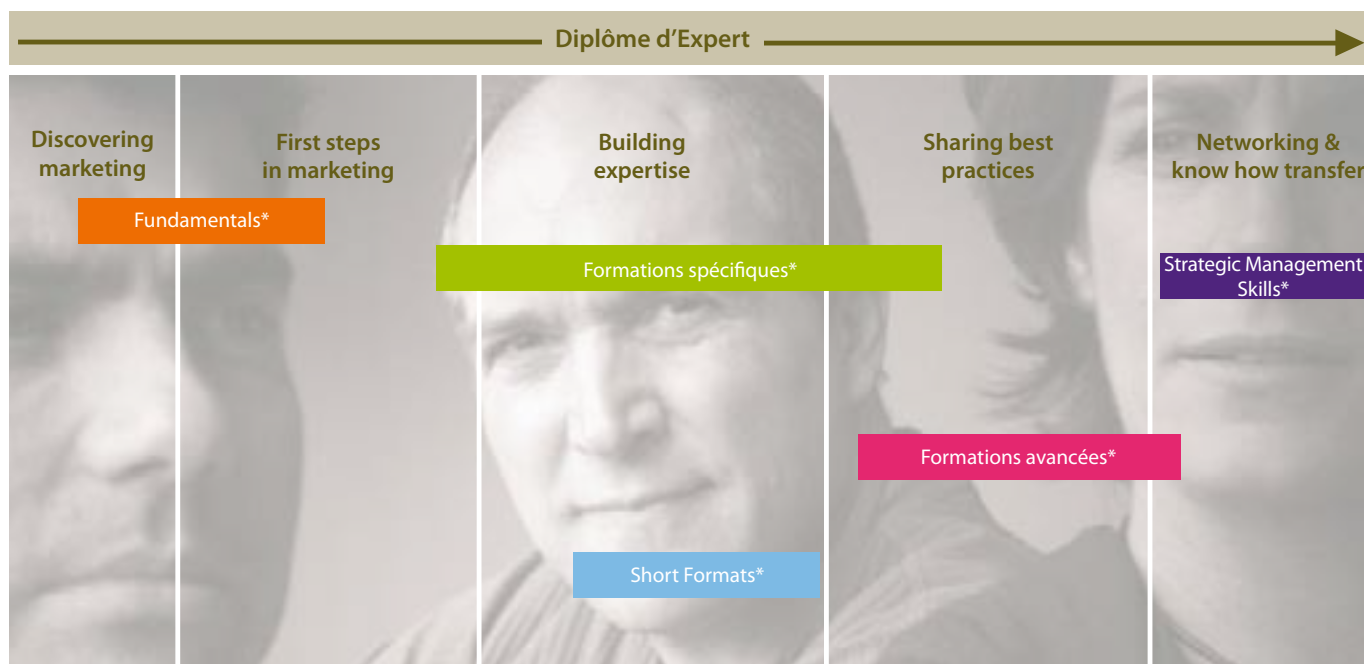 Diplôme d’Expert
Discovering
marketing
First steps
in marketing
Building
expertise
Sharing best
practices
Networking &
know how transfer
Fundamentals*
Formations spécifiques*
Strategic Management
Skills*
Formations avancées*
Short Formats*